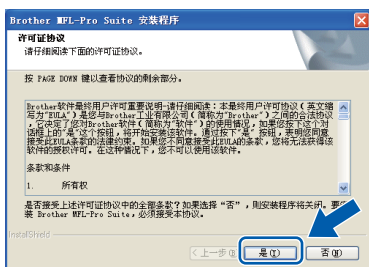 Brother MFL-Pro Suite 安装程序
许可证协议
请仔细阅读下面的许可证协议。
按 PAGE DOWN 键以查看协议的剩余部分。
Brother软件最终用户许可重要说明-请仔细阅读:本最终用户许可协议(英文缩
写为"EULA")是您与Brother工业有限公司(简称为"Brother")之间的合法协议
,它决定了您对Brother软件(简称为"软件")的使用情况,如果您按下这个对
话框上的"是"这个按钮,将开始安装该软件。通过按下"是"按钮,表明您同意
接受此EULA条款的法律约束。如果您不同意接受此EULA的条款,您将无法获得该
软件的授权许可。在这种情况下,您不可以使用该软件。
条款和条件
1. 所有权
是否接受上述许可证协议中的全部条款?如果选择"否",则安装程序将关闭。要安
装 Brother MFL-Pro Suite,必须接受本协议。
InstallShield
< 上一步(B) 是(Y) 否(N)